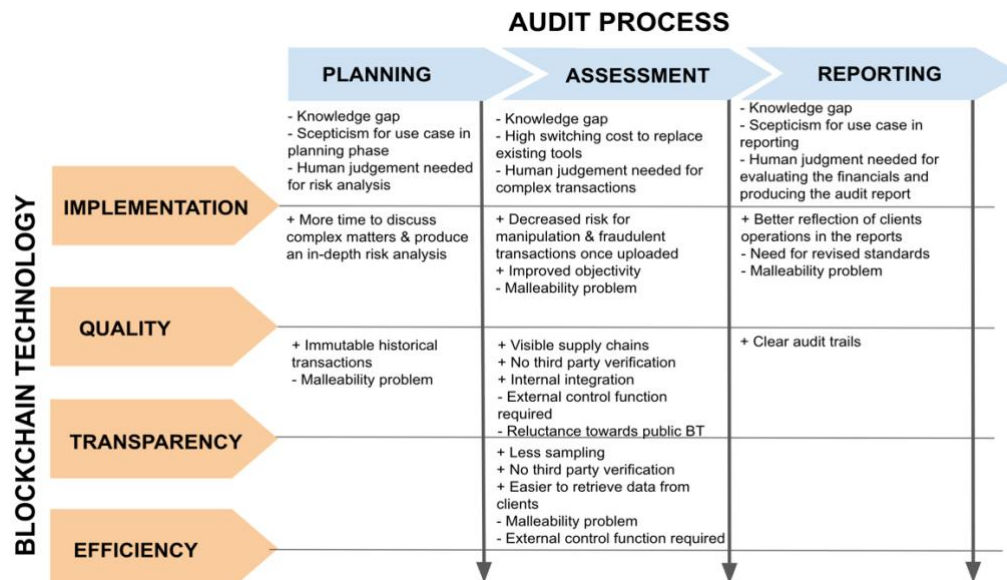 AUDIT PROCESS
PLANNING
ASSESSMENT
REPORTING
BLOCKCHAIN TECHNOLOGY
IMPLEMENTATION
- Knowledge gap
- Scepticism for use case in
planning phase
- Human judgement needed
for risk analysis
- Knowledge gap
- High switching cost to replace
existing tools
- Human judgement needed for
complex transactions
- Knowledge gap
- Scepticism for use case in
reporting
- Human judgment needed for
evaluating the financials and
producing the audit report
QUALITY
+ More time to discuss
complex matters & produce
an in-depth risk analysis
+ Decreased risk for
manipulation & fraudulent
transactions once uploaded
+ Improved objectivity
- Malleability problem
+ Better reflection of clients
operations in the reports
- Need for revised standards
- Malleability problem
TRANSPARENCY
+ Immutable historical
transactions
- Malleability problem
+ Visible supply chains
+ No third party verification
+ Internal integration
- External control function
required
- Reluctance towards public BT
+ Clear audit trails
EFFICIENCY
+ Less sampling
+ No third party verification
+ Easier to retrieve data from
clients
- Malleability problem
- External control function required